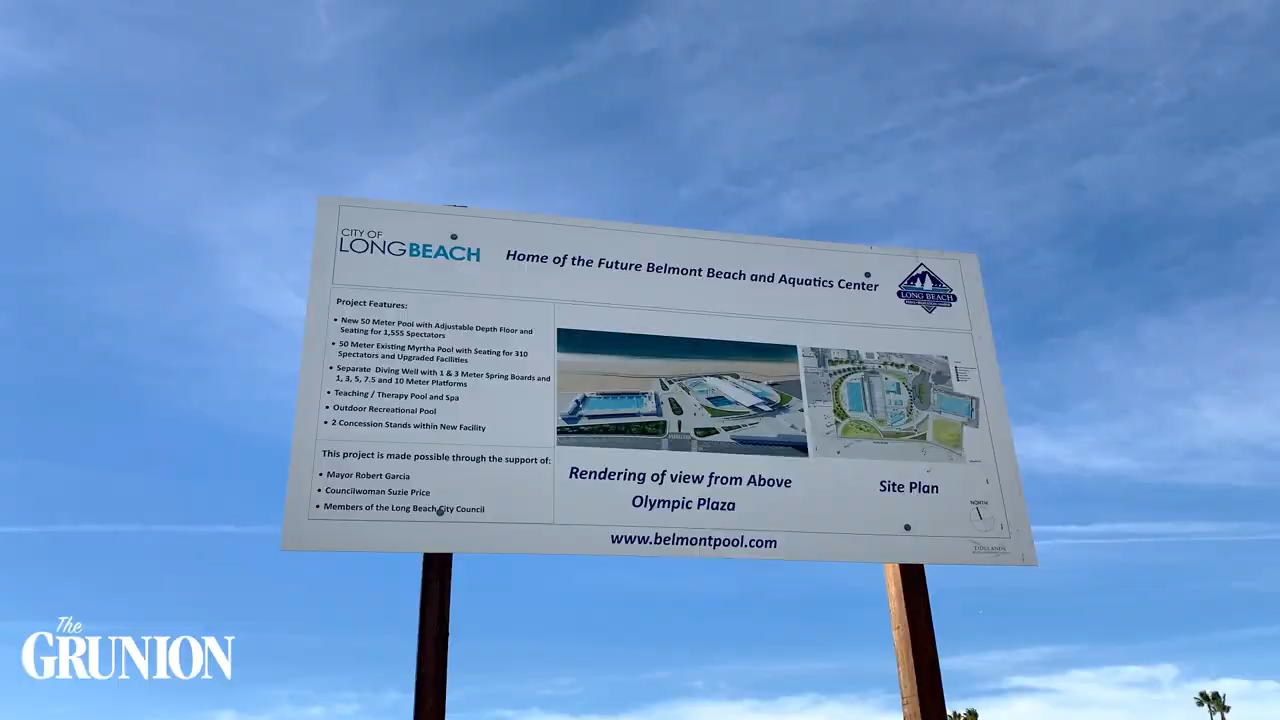 CITY OF
LONGBEACH
Home of the Future Belmont Beach and Aquatics Center
LONG BEACH
Project Features:
• New 50 Meter Pool with Adjustable Depth Floor and
Seating for 1,555 Spectators
• 50 Meter Existing Myrtha Pool with Seating for 310
Spectators and Upgraded Facilities
• Separate Diving Well with 1 & 3 Meter Spring Boards and
1, 3, 5, 7.5 and 10 Meter Platforms
• Teaching / Therapy Pool and Spa
• Outdoor Recreational Pool
• 2 Concession Stands within New Facility
This project is made possible through the support of:
• Mayor Robert Garcia
• Councilwoman Suzie Price
• Members of the Long Beach City Council
Rendering of view from Above
Olympic Plaza
Site Plan
NORTH
TIDELANDS
www.belmontpool.com
The
GRUNION